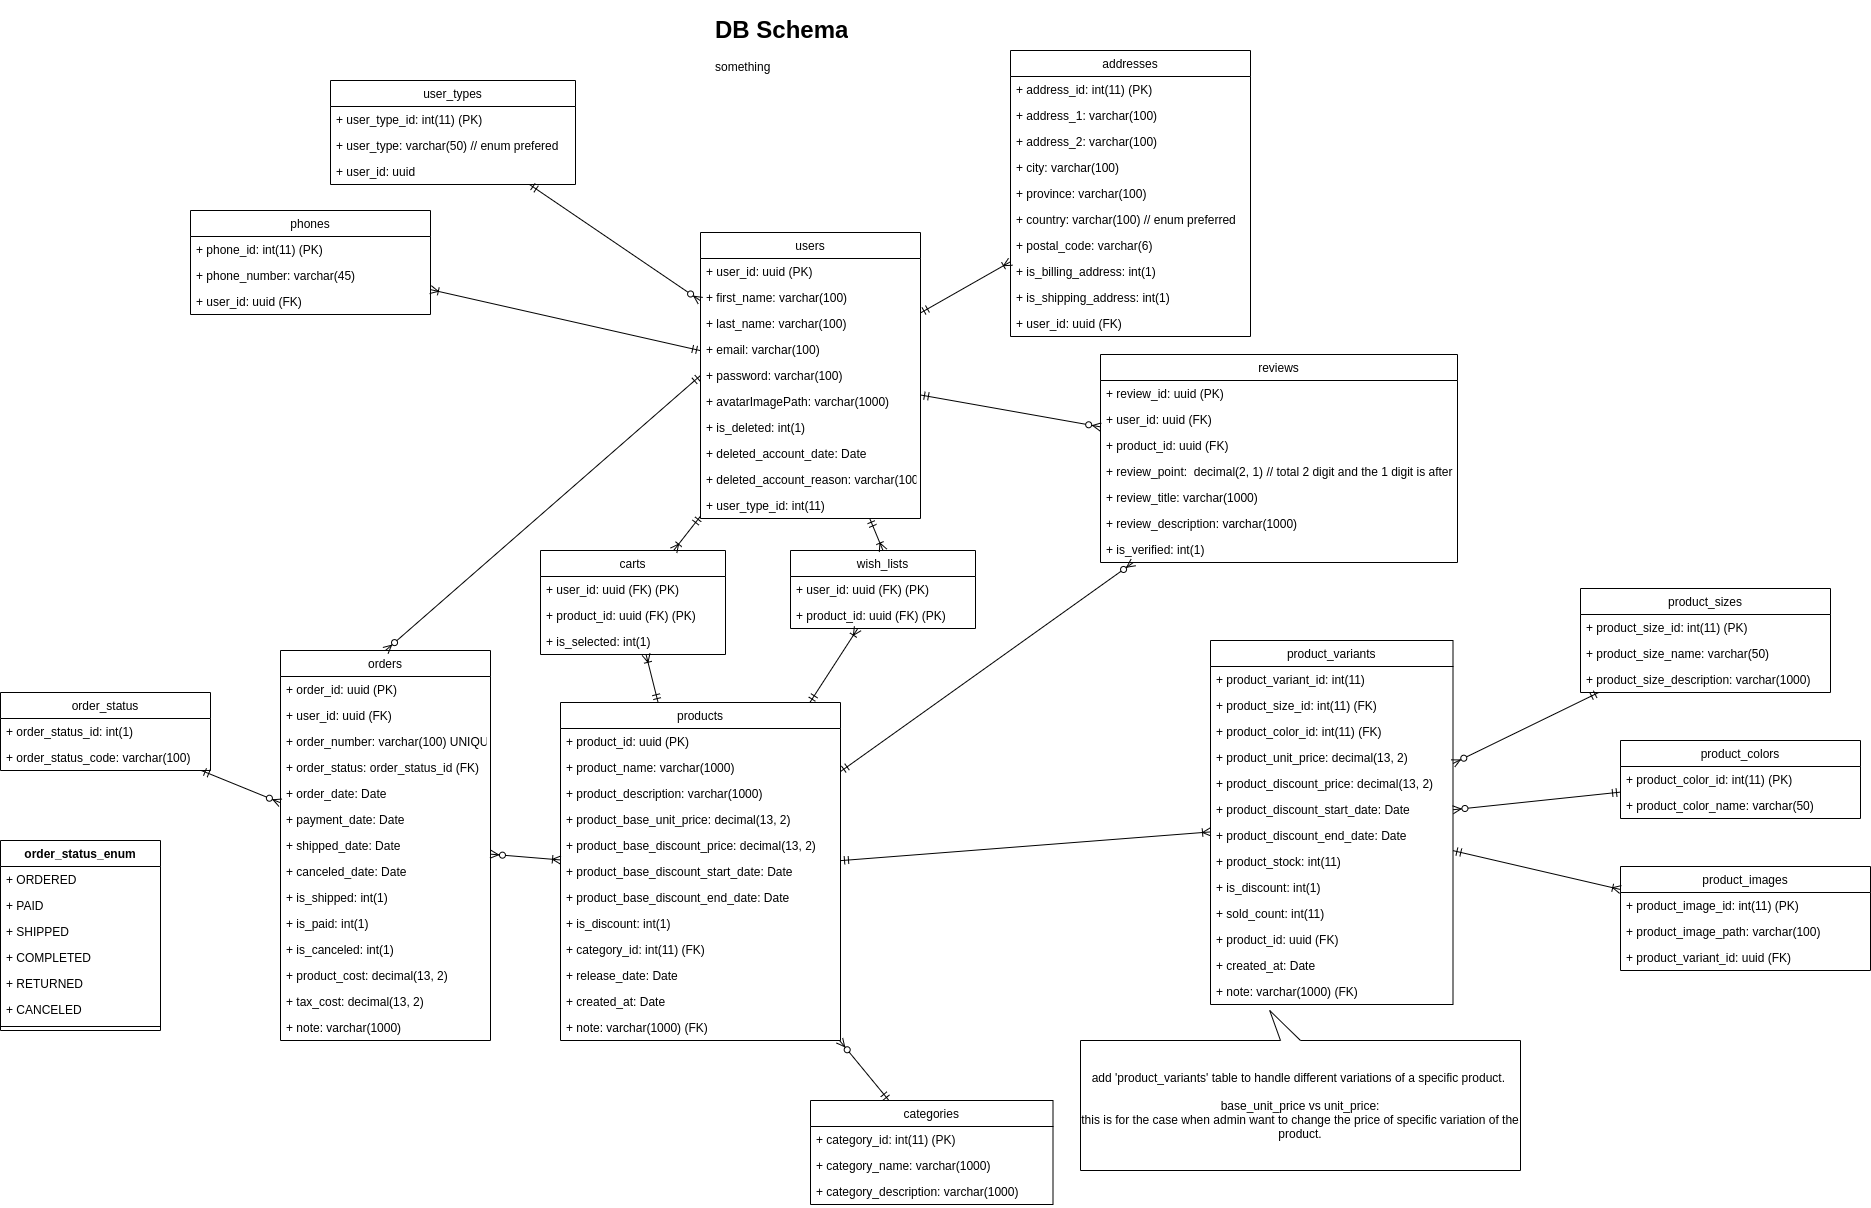 DB Schema
something
user_types
+ user_type_id: int(11) (PK)
+ user_type: varchar(50) // enum prefered
+ user_id: uuid
phones
+ phone_id: int(11) (PK)
+ phone_number: varchar(45)
+ user_id: uuid (FK)
users
+ user_id: uuid (PK)
+ first_name: varchar(100)
+ last_name: varchar(100)
+ email: varchar(100)
+ password: varchar(100)
+ avatarImagePath: varchar(1000)
+ is_deleted: int(1)
+ deleted_account_date: Date
+ deleted_account_reason: varchar(100
+ user_type_id: int(11)
addresses
+ address_id: int(11) (PK)
+ address_1: varchar(100)
+ address_2: varchar(100)
+ city: varchar(100)
+ province: varchar(100)
+ country: varchar(100) // enum preferred
+ postal_code: varchar(6)
+ is_billing_address: int(1)
+ is_shipping_address: int(1)
+ user_id: uuid (FK)
reviews
+ review_id: uuid (PK)
+ user_id: uuid (FK)
+ product_id: uuid (FK)
+ review_point:  decimal(2, 1) // total 2 digit and the 1 digit is after
+ review_title: varchar(1000)
+ review_description: varchar(1000)
+ is_verified: int(1)
carts
+ user_id: uuid (FK) (PK)
+ product_id: uuid (FK) (PK)
+ is_selected: int(1)
wish_lists
+ user_id: uuid (FK) (PK)
+ product_id: uuid (FK) (PK)
order_status
+ order_status_id: int(1)
+ order_status_code: varchar(100)
order_status_enum
+ ORDERED
+ PAID
+ SHIPPED
+ COMPLETED
+ RETURNED
+ CANCELED
orders
+ order_id: uuid (PK)
+ user_id: uuid (FK)
+ order_number: varchar(100) UNIQU
+ order_status: order_status_id (FK)
+ order_date: Date
+ payment_date: Date
+ shipped_date: Date
+ canceled_date: Date
+ is_shipped: int(1)
+ is_paid: int(1)
+ is_canceled: int(1)
+ product_cost: decimal(13, 2)
+ tax_cost: decimal(13, 2)
+ note: varchar(1000)
products
+ product_id: uuid (PK)
+ product_name: varchar(1000)
+ product_description: varchar(1000)
+ product_base_unit_price: decimal(13, 2)
+ product_base_discount_price: decimal(13, 2)
+ product_base_discount_start_date: Date
+ product_base_discount_end_date: Date
+ is_discount: int(1)
+ category_id: int(11) (FK)
+ release_date: Date
+ created_at: Date
+ note: varchar(1000) (FK)
product_variants
+ product_variant_id: int(11)
+ product_size_id: int(11) (FK)
+ product_color_id: int(11) (FK)
+ product_unit_price: decimal(13, 2)
+ product_discount_price: decimal(13, 2)
+ product_discount_start_date: Date
+ product_discount_end_date: Date
+ product_stock: int(11)
+ is_discount: int(1)
+ sold_count: int(11)
+ product_id: uuid (FK)
+ created_at: Date
+ note: varchar(1000) (FK)
product_sizes
+ product_size_id: int(11) (PK)
+ product_size_name: varchar(50)
+ product_size_description: varchar(1000)
product_colors
+ product_color_id: int(11) (PK)
+ product_color_name: varchar(50)
product_images
+ product_image_id: int(11) (PK)
+ product_image_path: varchar(100)
+ product_variant_id: uuid (FK)
categories
+ category_id: int(11) (PK)
+ category_name: varchar(1000)
+ category_description: varchar(1000)
add 'product_variants' table to handle different variations of a specific product.
base_unit_price vs unit_price:
this is for the case when admin want to change the price of specific variation of the
product.